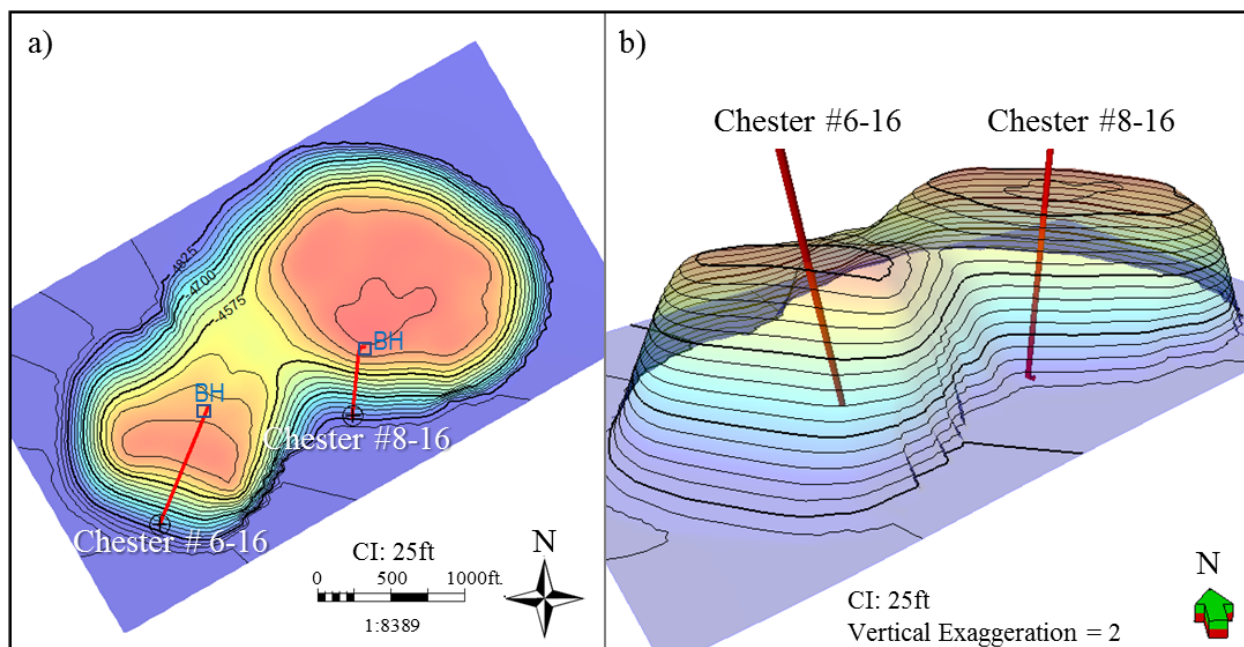 a)
-4825
-4700
-4575
BH
BH
Chester #8-16
Chester # 6-16
CI: 25ft
0 500 1000ft.
1:8389
N
b)
Chester #6-16
Chester #8-16
CI: 25ft
Vertical Exaggeration = 2
N